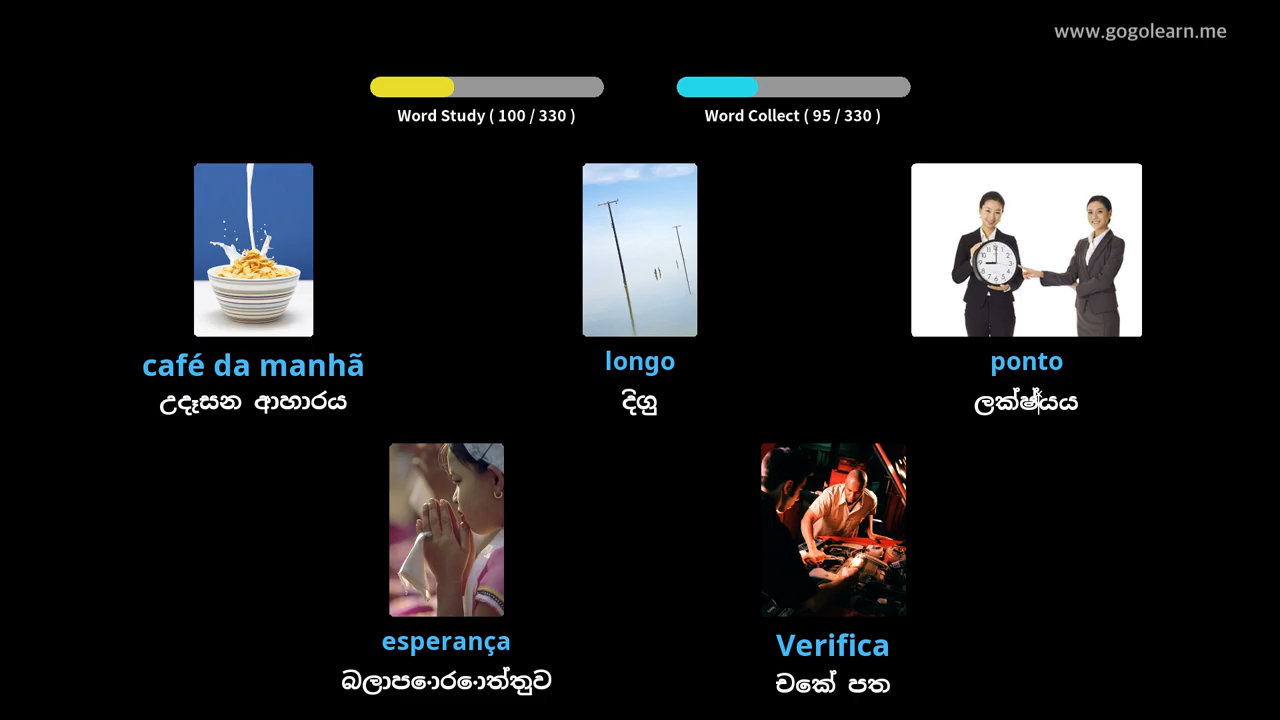 www.gogolearn.me
Word Study ( 100 / 330 )
Word Collect ( 95 / 330 )
café da manhã
උදෑසන ආහාරය
longo
දිගු
ponto
ලක්ෂ්‍යය
esperança
බලාපොරොත්තුව
Verifica
චකේ පත